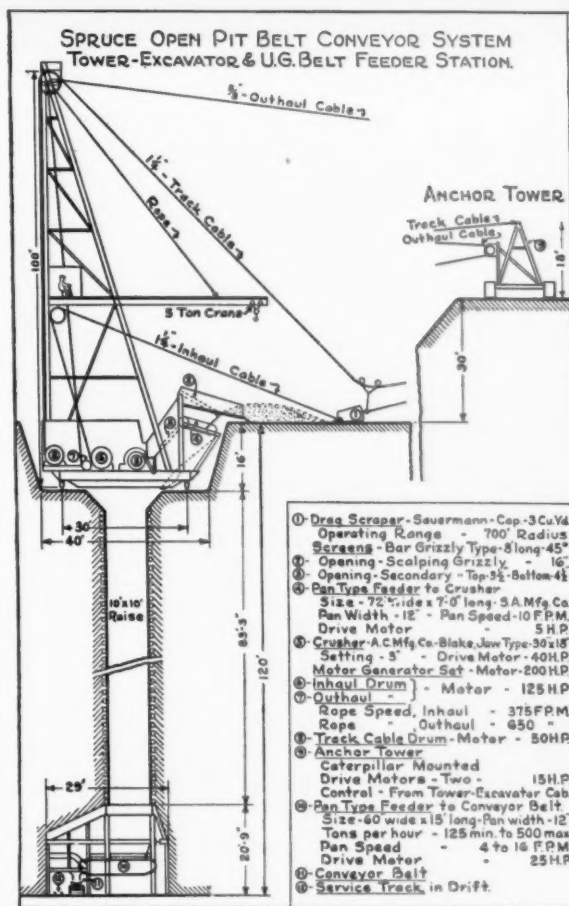 SPRUCE OPEN PIT BELT CONVEYOR SYSTEM
TOWER-EXCAVATOR & U.G. BELT FEEDER STATION.
Outhaul Cable
1¼"-Track Cable
Rope
ANCHOR TOWER
Track Cable
Outhaul Cable
18'
100'
5 Ton Crane
Inhaul Cable
30'
16'
30'
40'
10'x10'
Raise
83'-3"
120'
29'
20'-9"
① Drag Scraper - Sauermann - Cap. - 3 Cu. Yd.
Operating Range - 700' Radius
Screens - Bar Grizzly Type - 8' long - 45°
② Opening - Scalping Grizzly - 16"
③ Opening - Secondary - Top-3½ - Bottom-4½
④ Pan Type Feeder to Crusher
Size - 72" wide x 7'-0" long - S.A. Mfg. Co.
Pan Width - 12" - Pan Speed - 10 F.P.M.
Drive Motor 5 H.P.
⑤ Crusher - A.C. Mfg. Co. - Blake, Jaw Type - 30"x18"
Setting - 3" - Drive Motor - 40 H.P.
Motor Generator Set - Motor - 200 H.P.
⑥ Inhaul Drum } - Motor - 125 H.P.
⑦ Outhaul "
Rope Speed, Inhaul - 375 F.P.M.
Rope " Outhaul - 650 "
⑧ Track Cable Drum - Motor - 50 H.P.
⑨ Anchor Tower
Caterpillar Mounted
Drive Motors - Two - 15 H.P.
Control - From Tower-Excavator Cab
⑩ Pan Type Feeder to Conveyor Belt
Size - 60 wide x 15' long - Pan width - 12"
Tons per hour - 125 min. to 500 max
Pan Speed - 4 to 16 F.P.M.
Drive Motor - 25 H.P.
⑪ Conveyor Belt
⑫ Service Track in Drift.